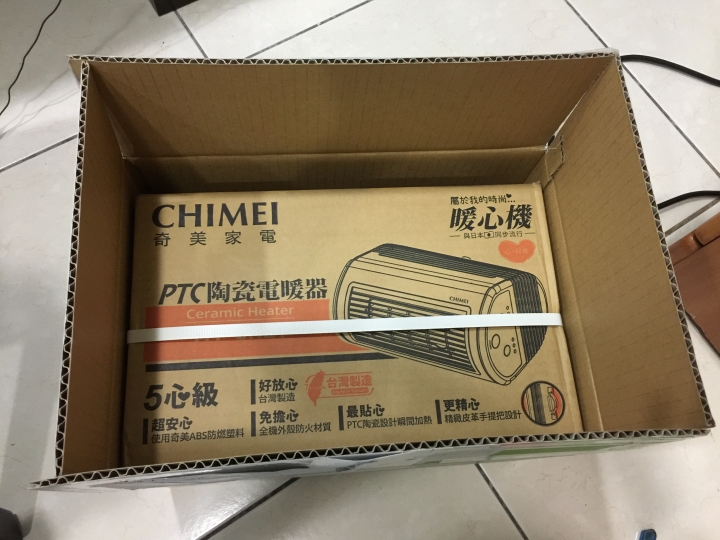 CHIMEI
奇美家電
屬於我的時尚...
暖心機
與日本同步流行
PTC陶瓷電暖器
Ceramic Heater
CHIMEI
5心級
好放心
台灣製造
台灣製造
超安心
使用奇美ABS防燃塑料
免擔心
全機外殼防火材質
最貼心
PTC陶瓷設計瞬間加熱
更精心
精緻皮革手提把設計